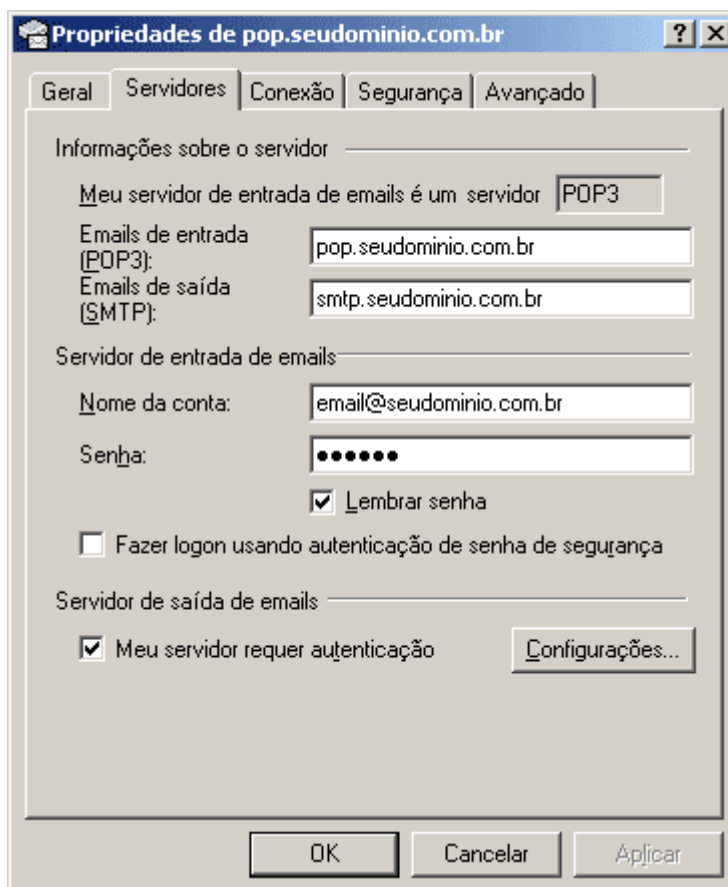 Propriedades de pop.seudominio.com.br
Geral Servidores Conexão Segurança Avançado
Informações sobre o servidor
Meu servidor de entrada de emails é um servidor POP3
Emails de entrada
(POP3):
pop.seudominio.com.br
Emails de saída
(SMTP):
smtp.seudominio.com.br
Servidor de entrada de emails
Nome da conta: email@seudominio.com.br
Senha: ●●●●●●
Lembrar senha
Fazer logon usando autenticação de senha de segurança
Servidor de saída de emails
Meu servidor requer autenticação Configurações...
OK Cancelar Aplicar